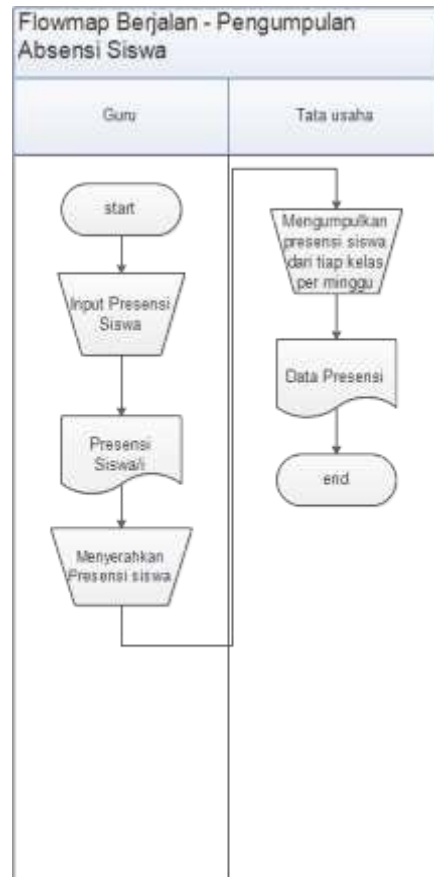 Flowmap Berjalan - Pengumpulan
Absensi Siswa
Guru
Tata usaha
start
Input Presensi
Siswa
Presensi
Siswa/i
Menyerahkan
Presensi siswa
Mengumpulkan
presensi siswa
dari tiap kelas
per minggu
Data Presensi
end